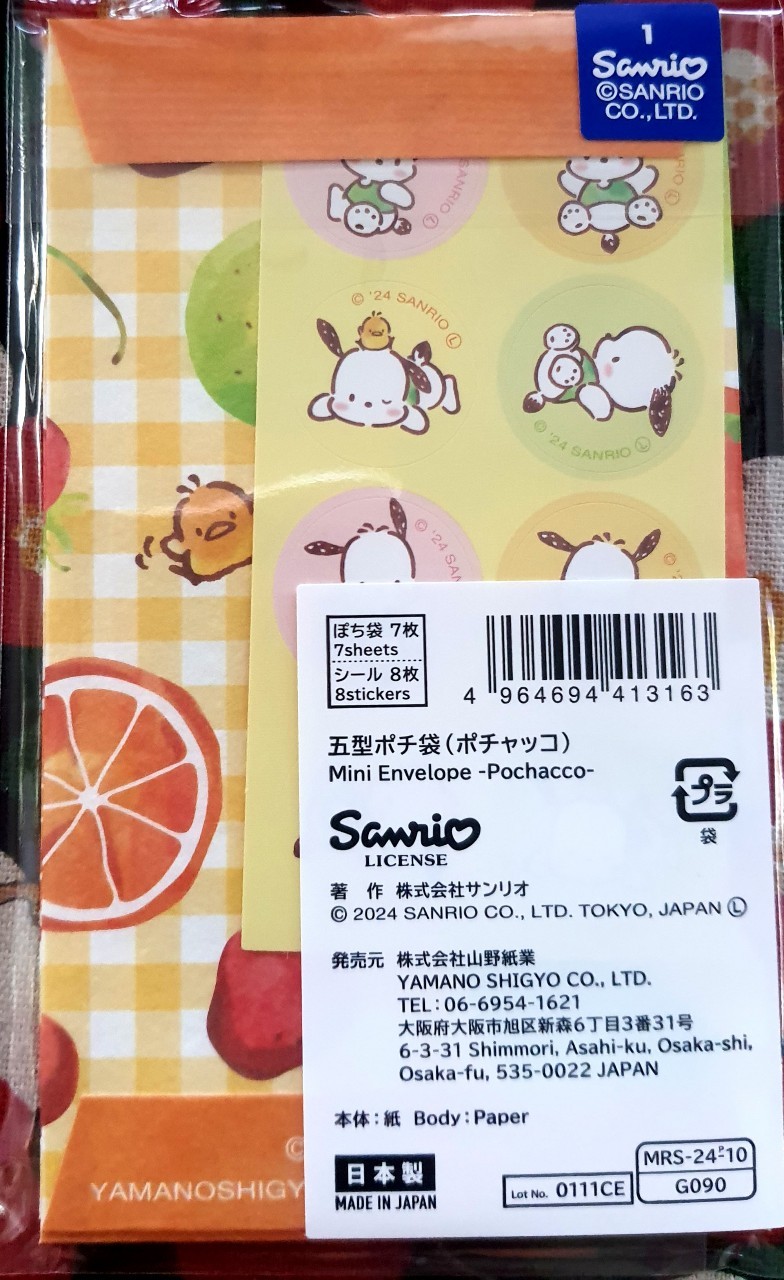 1
Sanrio
©SANRIO
CO.,LTD.
SANRIO Ⓛ
Ⓛ
© '24 SANRIO Ⓛ
© '24 SANRIO Ⓛ
© '24 SAN
©
ぽち袋 7枚
7sheets
シール 8枚
8stickers
4 964694 413163
五型ポチ袋(ポチャッコ)
Mini Envelope -Pochacco-
プラ
袋
Sanrio
LICENSE
著 作 株式会社サンリオ
© 2024 SANRIO CO., LTD. TOKYO, JAPAN Ⓛ
発売元 株式会社山野紙業
YAMANO SHIGYO CO., LTD.
TEL:06-6954-1621
大阪府大阪市旭区新森6丁目3番31号
6-3-31 Shimmori, Asahi-ku, Osaka-shi,
Osaka-fu, 535-0022 JAPAN
本体:紙 Body:Paper
日本製
MADE IN JAPAN
Lot No. 0111CE
MRS-24P-10
G090
©
YAMANOSHIGY